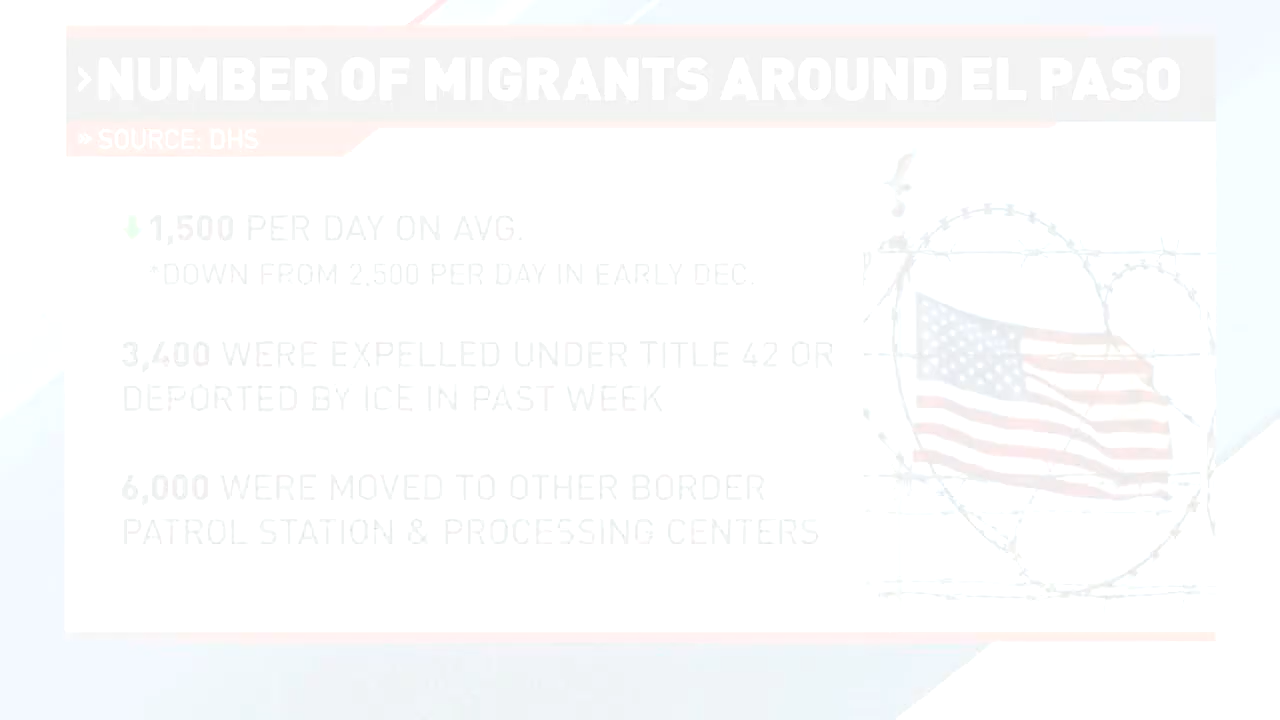 › NUMBER OF MIGRANTS AROUND EL PASO
» SOURCE: DHS
1,500 PER DAY ON AVG.
*DOWN FROM 2,500 PER DAY IN EARLY DEC.
3,400 WERE EXPELLED UNDER TITLE 42 OR
DEPORTED BY ICE IN PAST WEEK
6,000 WERE MOVED TO OTHER BORDER
PATROL STATION & PROCESSING CENTERS